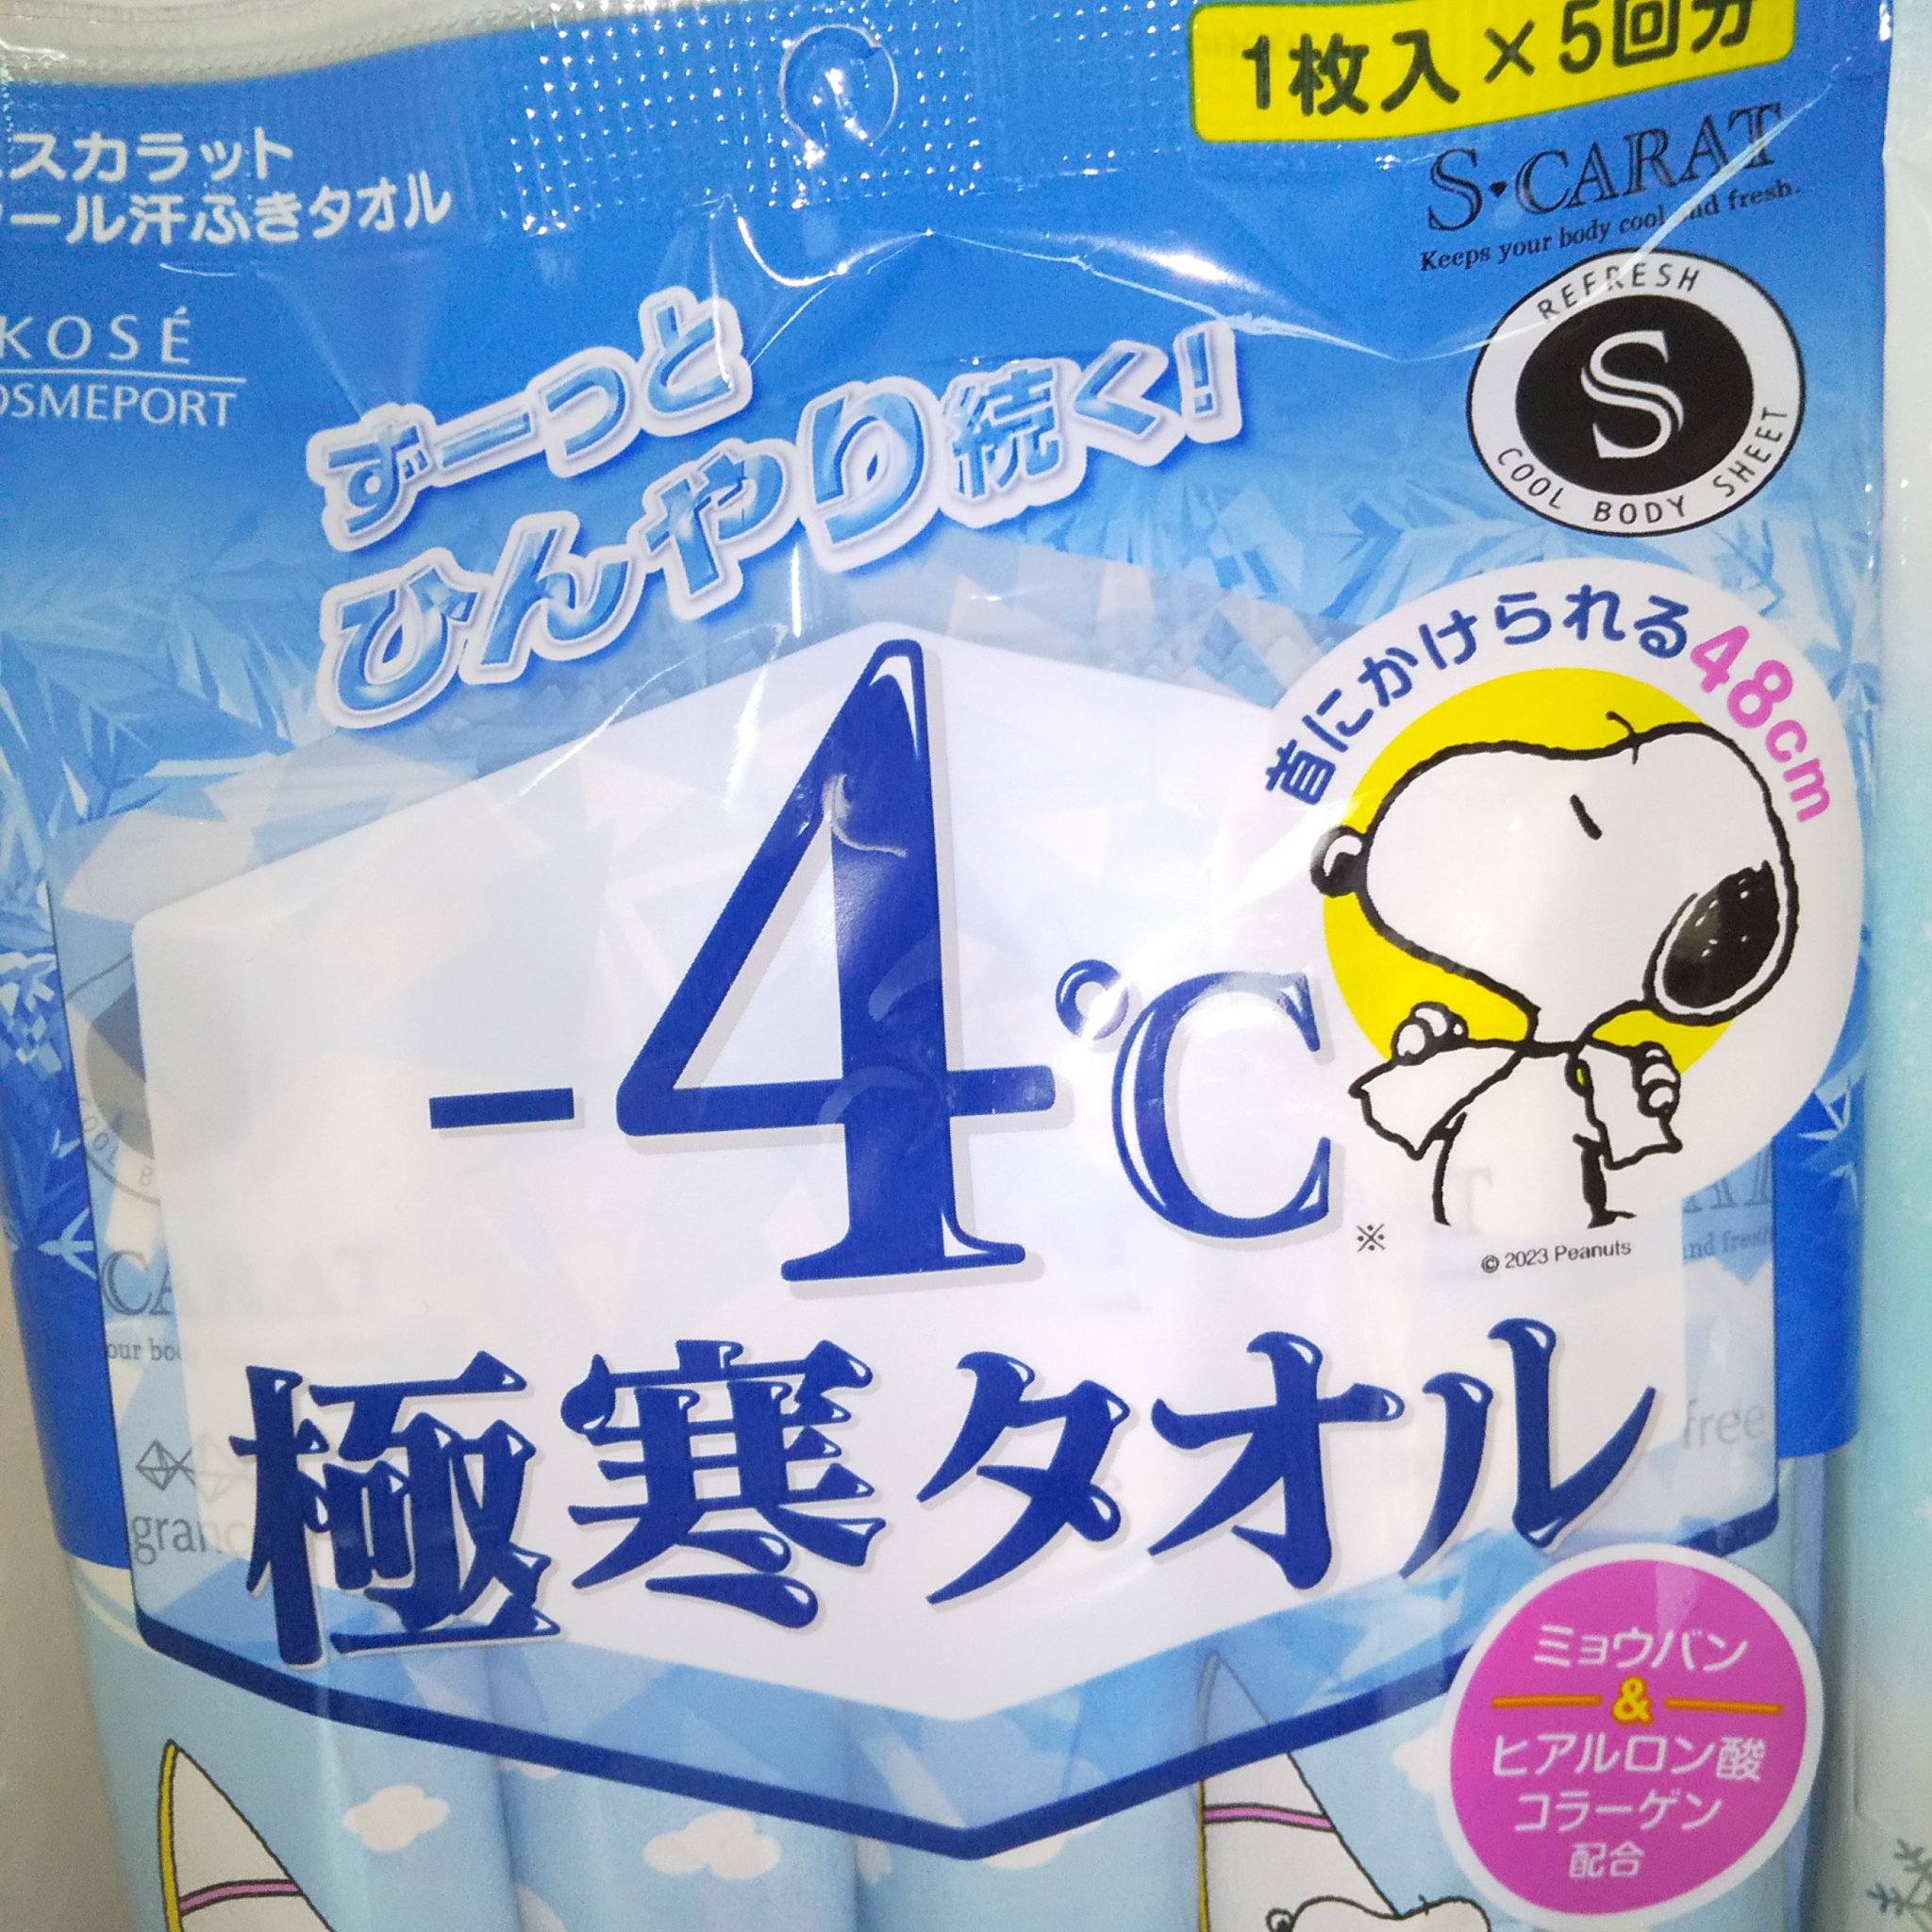 1枚入×5回分
スカラット
ール汗ふきタオル
S・CARAT
Keeps your body cool and fresh.
KOSÉ
OSMEPORT
REFRESH
S
COOL BODY SHEET
ずーっと
ひんやり続く!
首にかけられる48cm
-4℃
※
© 2023 Peanuts
極寒タオル
ミョウバン
&
ヒアルロン酸
コラーゲン
配合